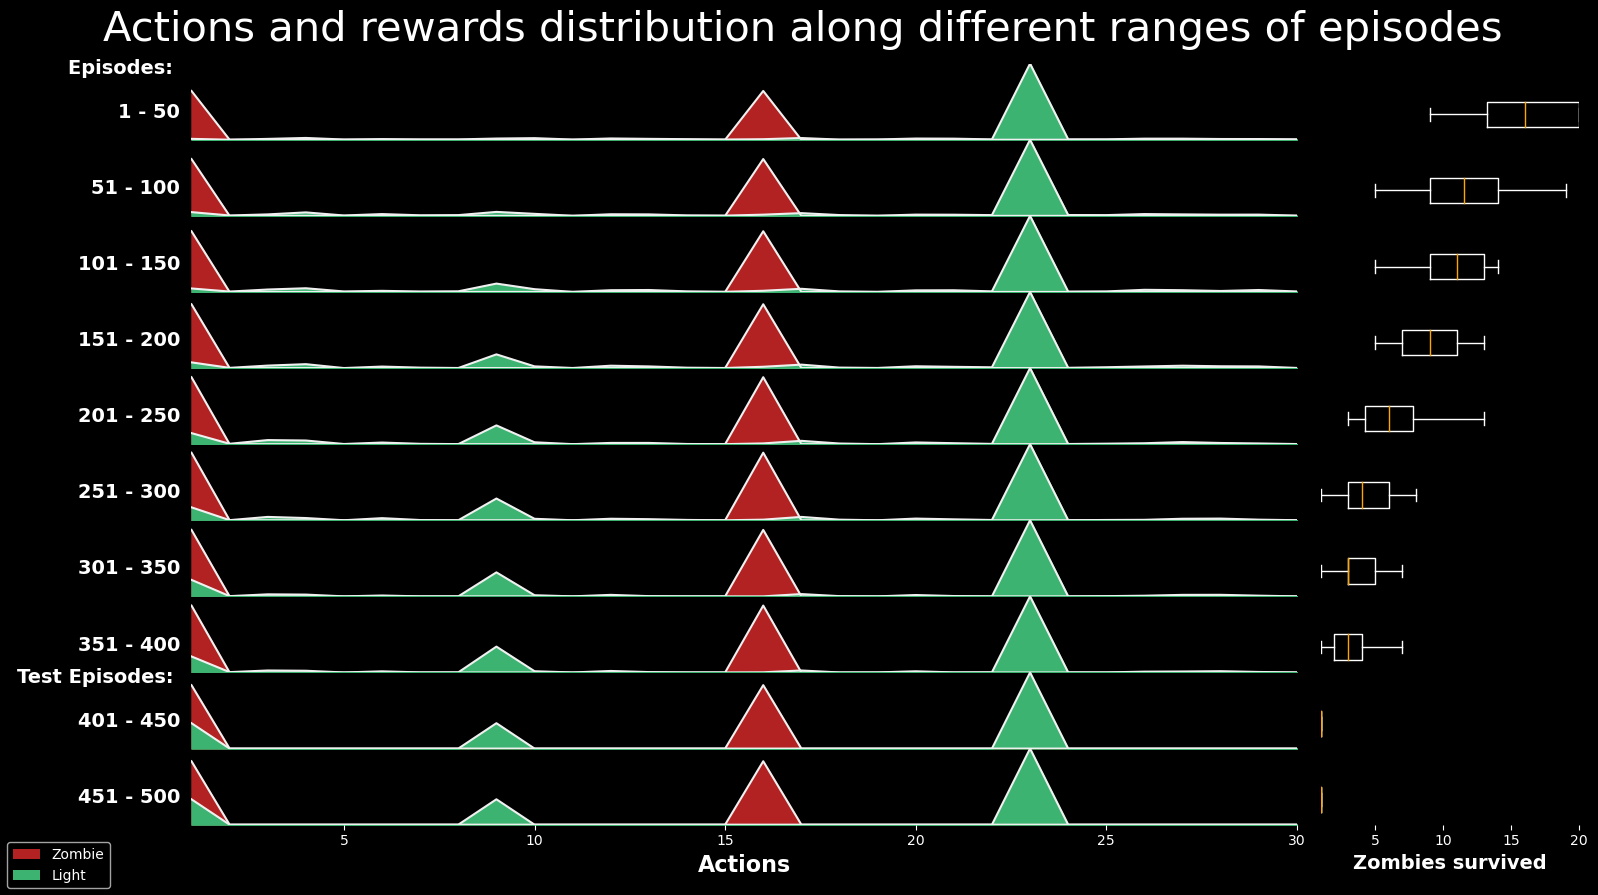 Actions and rewards distribution along different ranges of episodes
Episodes:
1 - 50
51 - 100
101 - 150
151 - 200
201 - 250
251 - 300
301 - 350
351 - 400
Test Episodes:
401 - 450
451 - 500
5 10 15 20 25 30
5 10 15 20
Actions
Zombies survived
Zombie
Light